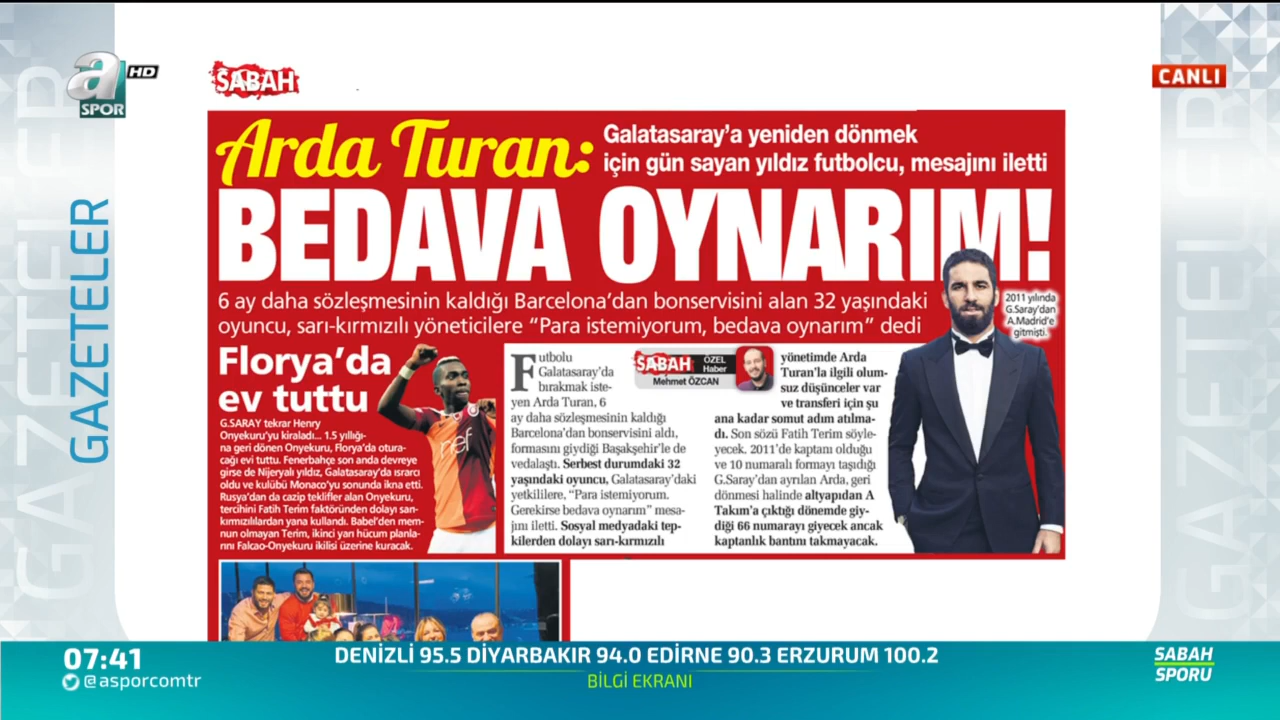 a
SPOR
HD
CANLI
GAZETELER
GAZETELER
GAZETELER
SABAH
Arda Turan:
Galatasaray’a yeniden dönmek
için gün sayan yıldız futbolcu, mesajını iletti
BEDAVA OYNARIM!
6 ay daha sözleşmesinin kaldığı Barcelona’dan bonservisini alan 32 yaşındaki
oyuncu, sarı-kırmızılı yöneticilere “Para istemiyorum, bedava oynarım” dedi
2011 yılında
G.Saray’dan
A.Madrid’e
gitmişti.
Florya’da
ev tuttu
G.SARAY tekrar Henry
Onyekuru’yu kiraladı... 1.5 yıllığı-
na geri dönen Onyekuru, Florya’da otura-
cağı evi tuttu. Fenerbahçe son anda devreye
girse de Nijeryalı yıldız, Galatasaray’da ısrarcı
oldu ve kulübü Monaco’yu sonunda ikna etti.
Rusya’dan da cazip teklifler alan Onyekuru,
tercihini Fatih Terim faktöründen dolayı sarı-
kırmızılılardan yana kullandı. Babel’den mem-
nun olmayan Terim, ikinci yarı hücum planla-
rını Falcao-Onyekuru ikilisi üzerine kuracak.
nef
Futbolu
Galatasaray’da
bırakmak iste-
yen Arda Turan, 6
ay daha sözleşmesinin kaldığı
Barcelona’dan bonservisini aldı,
formasını giydiği Başakşehir’le de
vedalaştı. Serbest durumdaki 32
yaşındaki oyuncu, Galatasaray’daki
yetkililere, “Para istemiyorum.
Gerekirse bedava oynarım” mesa-
jını iletti. Sosyal medyadaki tep-
kilerden dolayı sarı-kırmızılı
SABAH
ÖZEL
Haber
Mehmet ÖZCAN
yönetimde Arda
Turan’la ilgili olum-
suz düşünceler var
ve transferi için şu
ana kadar somut adım atılma-
dı. Son sözü Fatih Terim söyle-
yecek. 2011’de kaptanı olduğu
ve 10 numaralı formayı taşıdığı
G.Saray’dan ayrılan Arda, geri
dönmesi halinde altyapıdan A
Takım’a çıktığı dönemde giy-
diği 66 numarayı giyecek ancak
kaptanlık bantını takmayacak.
07:41
@asporcomtr
DENİZLİ 95.5 DİYARBAKIR 94.0 EDİRNE 90.3 ERZURUM 100.2
BİLGİ EKRANI
SABAH
SPORU